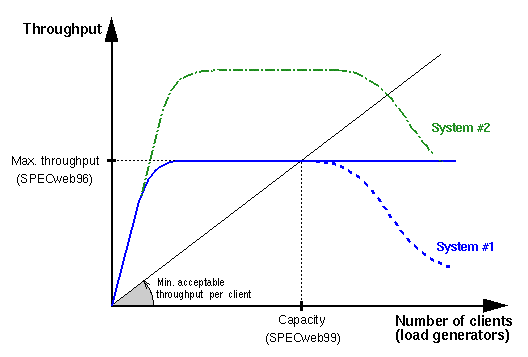 Throughput
System #2
Max. throughput
(SPECweb96)
System #1
Min. acceptable
throughput per client
Capacity
(SPECweb99)
Number of clients
(load generators)